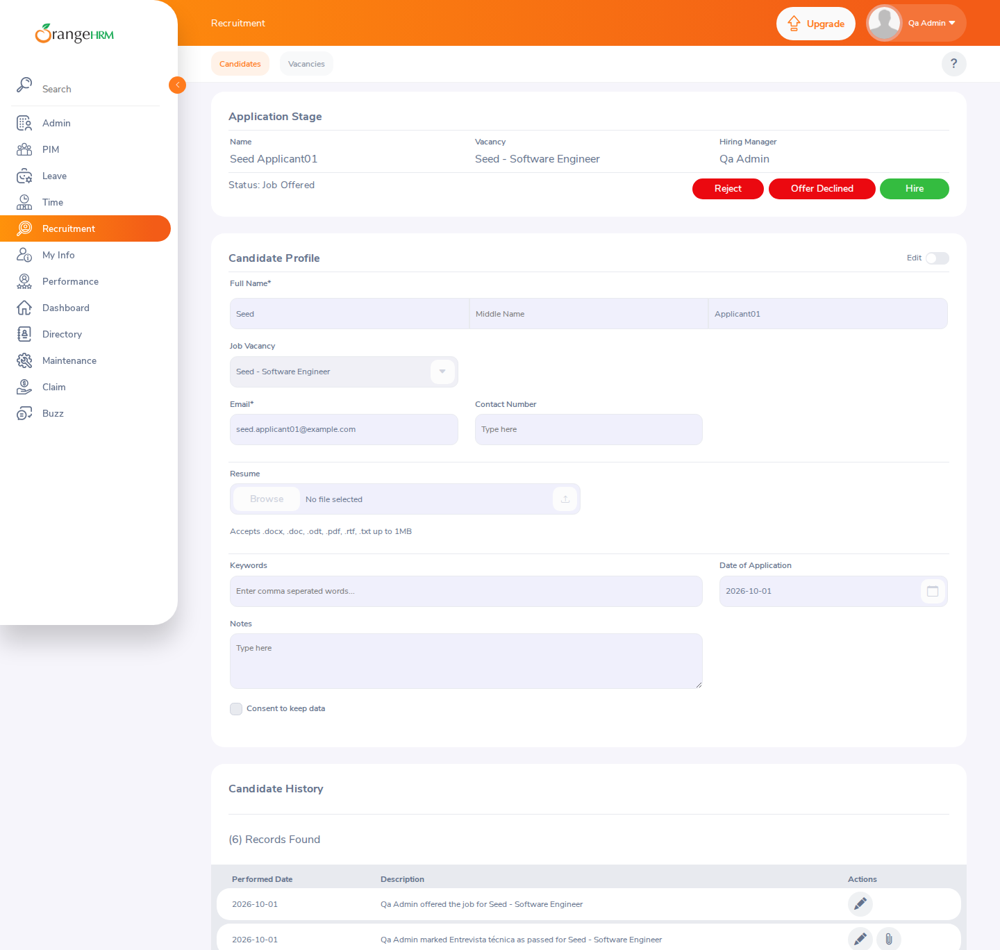 OrangeHRM
Recruitment
Upgrade
Qa Admin
Candidates
Vacancies
?
Search
Admin
PIM
Leave
Time
Recruitment
My Info
Performance
Dashboard
Directory
Maintenance
Claim
Buzz
Application Stage
Name
Vacancy
Hiring Manager
Seed Applicant01
Seed - Software Engineer
Qa Admin
Status: Job Offered
Reject
Offer Declined
Hire
Candidate Profile
Edit
Full Name*
Seed
Middle Name
Applicant01
Job Vacancy
Seed - Software Engineer
Email*
Contact Number
seed.applicant01@example.com
Type here
Resume
Browse
No file selected
Accepts .docx, .doc, .odt, .pdf, .rtf, .txt up to 1MB
Keywords
Date of Application
Enter comma seperated words...
2026-10-01
Notes
Type here
Consent to keep data
Candidate History
(6) Records Found
Performed Date
Description
Actions
2026-10-01
Qa Admin offered the job for Seed - Software Engineer
2026-10-01
Qa Admin marked Entrevista técnica as passed for Seed - Software Engineer